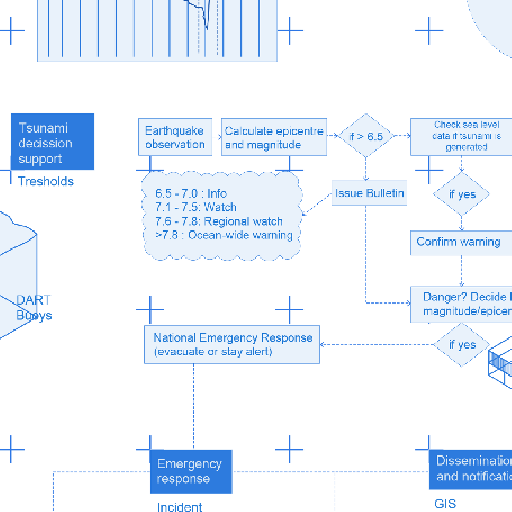 Tsunami
decission
support
Tresholds
Earthquake
observation
Calculate epicentre
and magnitude
if > 6.5
Check sea level
data if tsunami is
generated
6.5 - 7.0 : Info
7.1 - 7.5: Watch
7.6 - 7.8: Regional watch
>7.8 : Ocean-wide warning
Issue Bulletin
if yes
Confirm warning
DART
Buoys
Danger? Decide
magnitude/epicen
National Emergency Response
(evacuate or stay alert)
if yes
Emergency
response
Incident
Dissemination
and notificatio
GIS